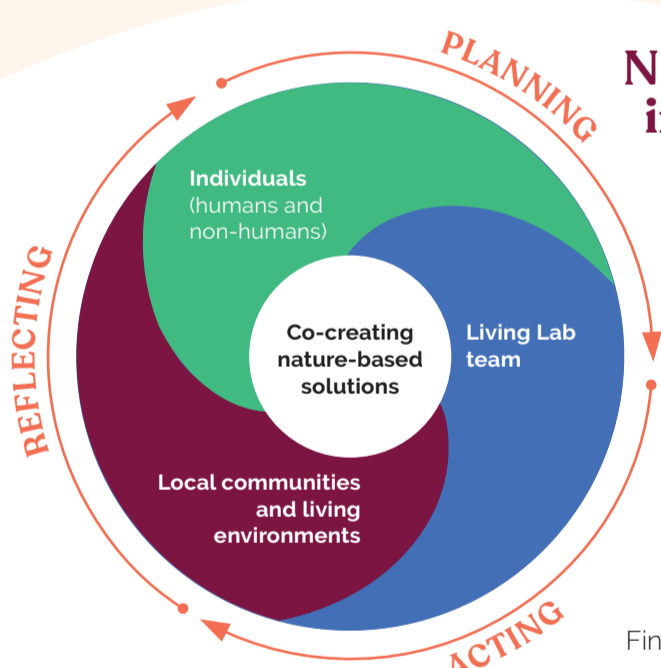 PLANNING
Individuals
(humans and
non-humans)
Co-creating
nature-based
solutions
Living Lab
team
REFLECTING
Local communities
and living
environments
ACTING